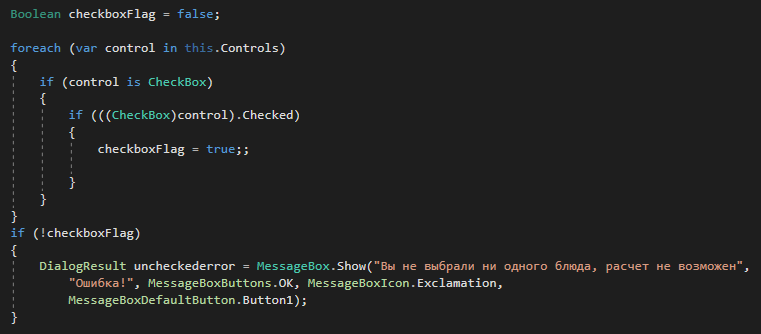 Boolean checkboxFlag = false;
foreach (var control in this.Controls)
{
if (control is CheckBox)
{
if (((CheckBox)control).Checked)
{
checkboxFlag = true;;
}
}
}
if (!checkboxFlag)
{
DialogResult uncheckederror = MessageBox.Show("Вы не выбрали ни одного блюда, расчет не возможен",
"Ошибка!", MessageBoxButtons.OK, MessageBoxIcon.Exclamation,
MessageBoxDefaultButton.Button1);
}